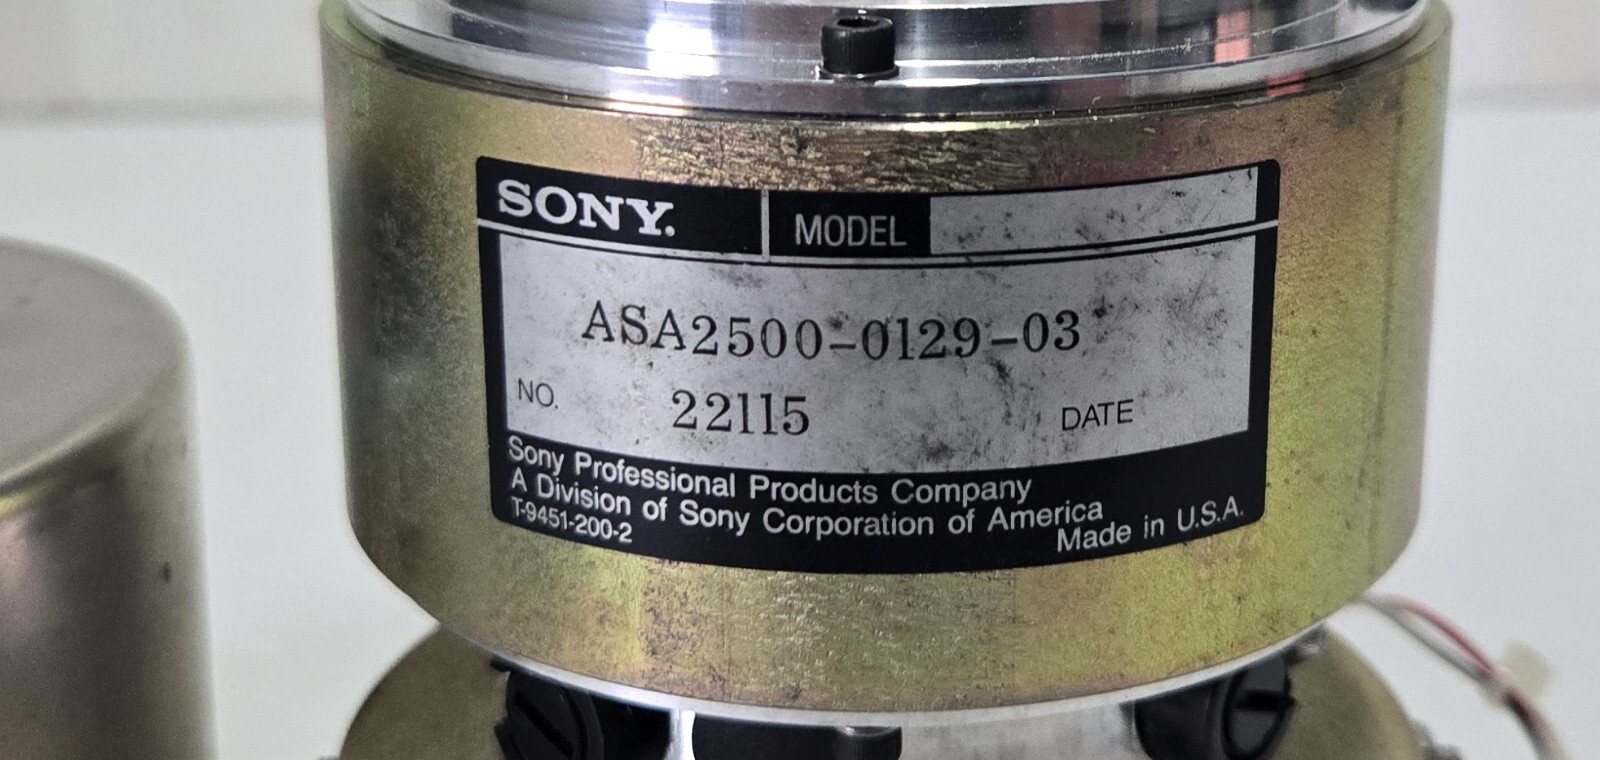 SONY. MODEL
ASA2500-0129-03
NO. 22115 DATE
Sony Professional Products Company
A Division of Sony Corporation of America
T-9451-200-2 Made in U.S.A.